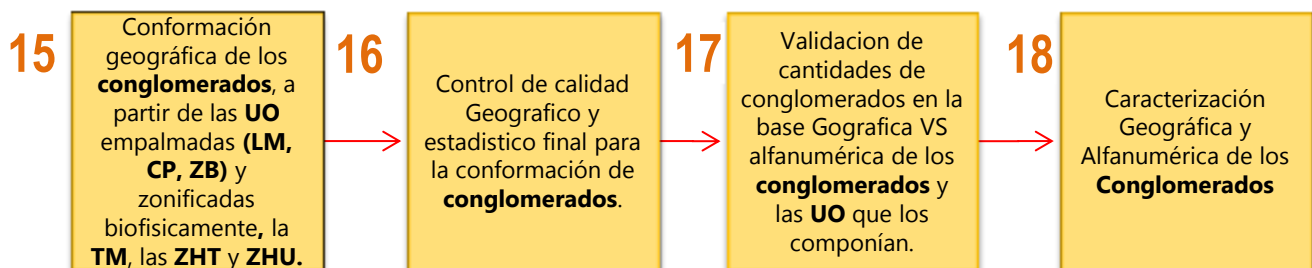 15
Conformación
geográfica de los
conglomerados, a
partir de las UO
empalmadas (LM,
CP, ZB) y
zonificadas
biofisicamente, la
TM, las ZHT y ZHU.
16
Control de calidad
Geografico y
estadistico final para
la conformación de
conglomerados.
17
Validacion de
cantidades de
conglomerados en la
base Gografica VS
alfanumérica de los
conglomerados y
las UO que los
componían.
18
Caracterización
Geográfica y
Alfanumérica de los
Conglomerados